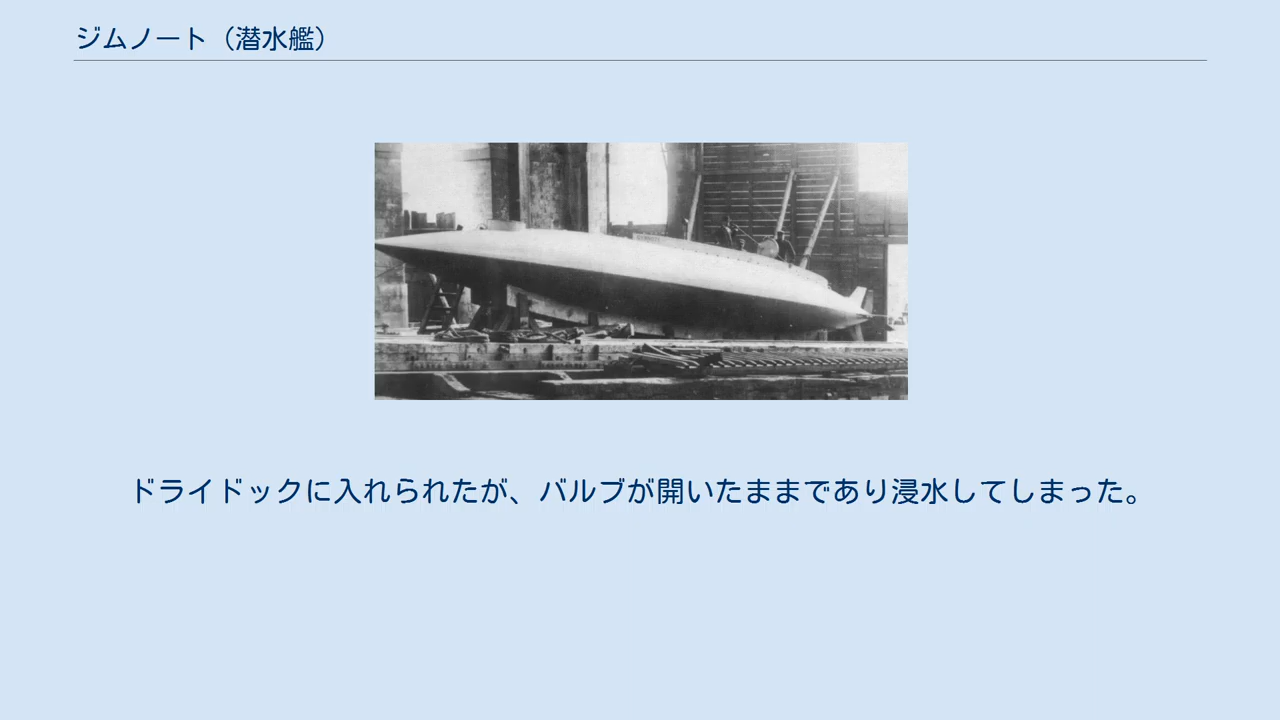 ジムノート（潜水艦）
ドライドックに入れられたが、バルブが開いたままであり浸水してしまった。